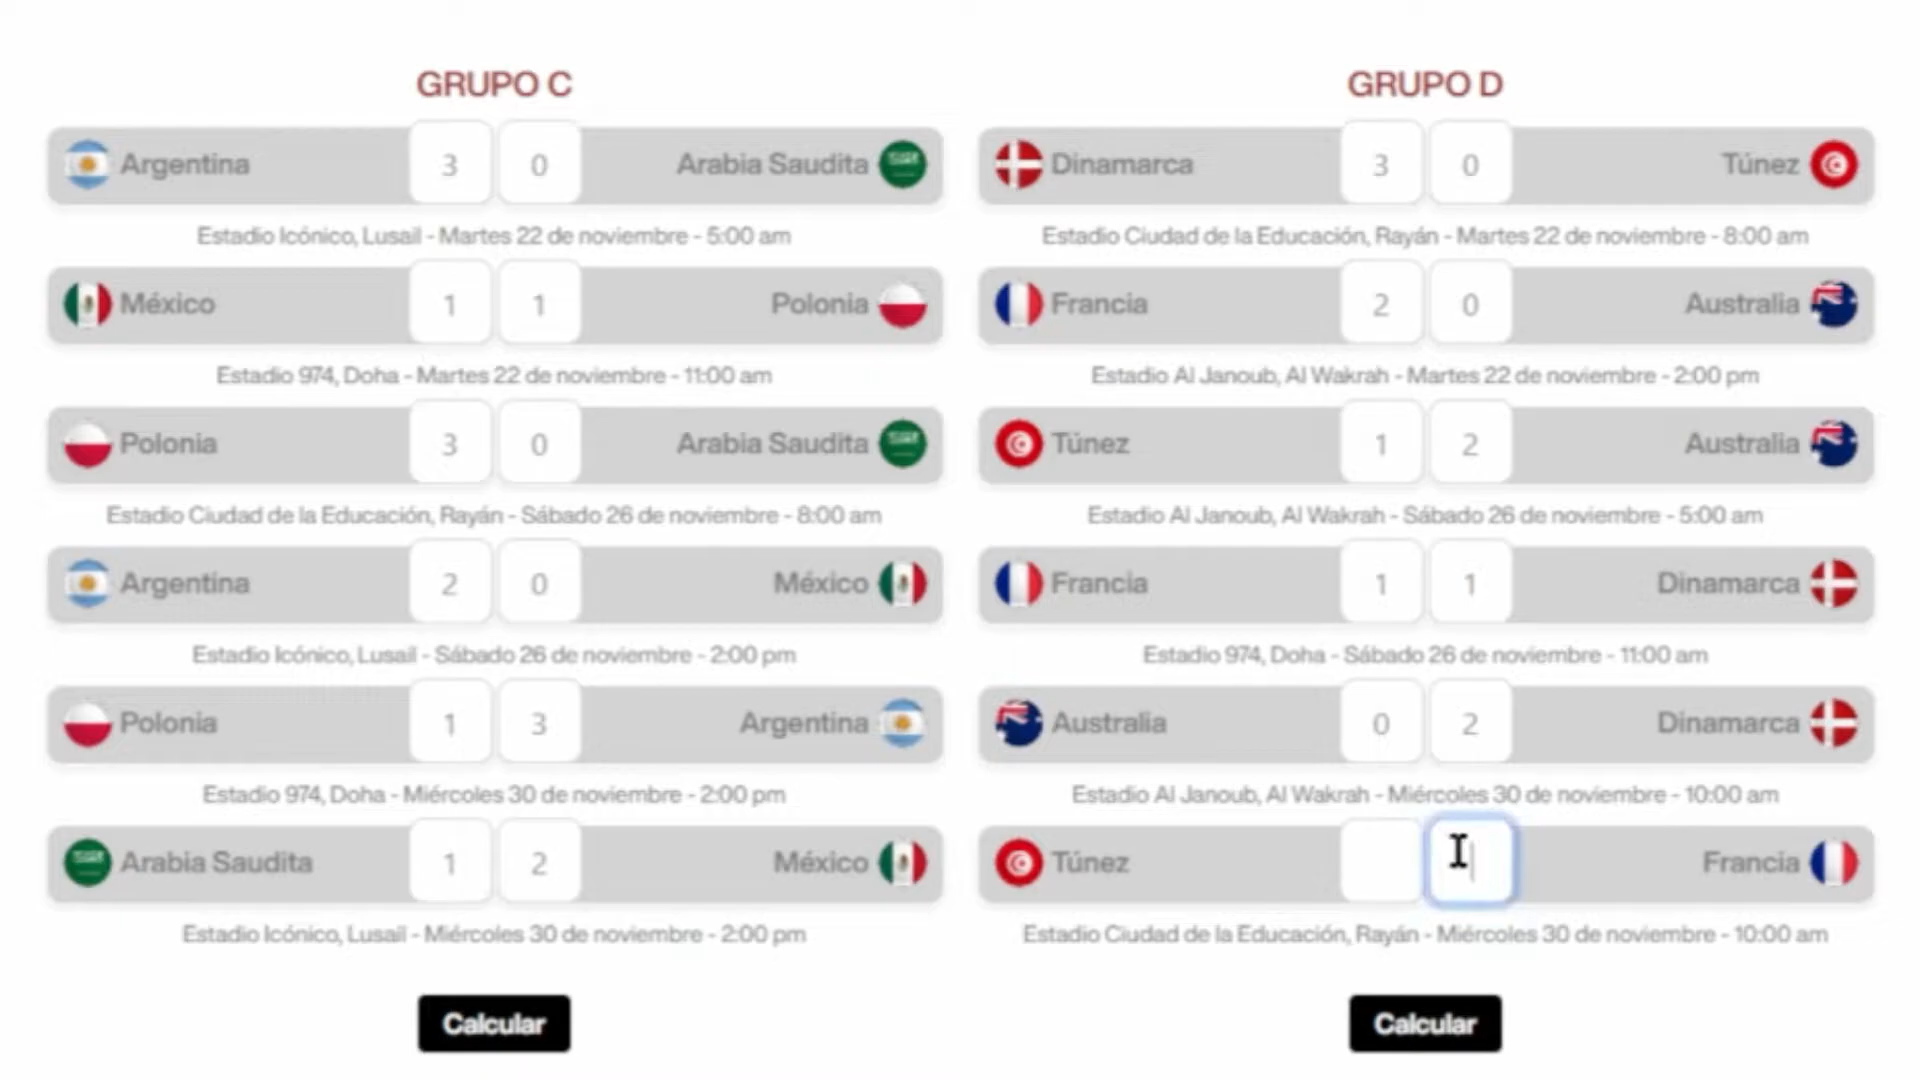 GRUPO C
Argentina 3 0 Arabia Saudita
Estadio Icónico, Lusail - Martes 22 de noviembre - 5:00 am
México 1 1 Polonia
Estadio 974, Doha - Martes 22 de noviembre - 11:00 am
Polonia 3 0 Arabia Saudita
Estadio Ciudad de la Educación, Rayán - Sábado 26 de noviembre - 8:00 am
Argentina 2 0 México
Estadio Icónico, Lusail - Sábado 26 de noviembre - 2:00 pm
Polonia 1 3 Argentina
Estadio 974, Doha - Miércoles 30 de noviembre - 2:00 pm
Arabia Saudita 1 2 México
Estadio Icónico, Lusail - Miércoles 30 de noviembre - 2:00 pm
Calcular
GRUPO D
Dinamarca 3 0 Túnez
Estadio Ciudad de la Educación, Rayán - Martes 22 de noviembre - 8:00 am
Francia 2 0 Australia
Estadio Al Janoub, Al Wakrah - Martes 22 de noviembre - 2:00 pm
Túnez 1 2 Australia
Estadio Al Janoub, Al Wakrah - Sábado 26 de noviembre - 5:00 am
Francia 1 1 Dinamarca
Estadio 974, Doha - Sábado 26 de noviembre - 11:00 am
Australia 0 2 Dinamarca
Estadio Al Janoub, Al Wakrah - Miércoles 30 de noviembre - 10:00 am
Túnez Francia
Estadio Ciudad de la Educación, Rayán - Miércoles 30 de noviembre - 10:00 am
Calcular